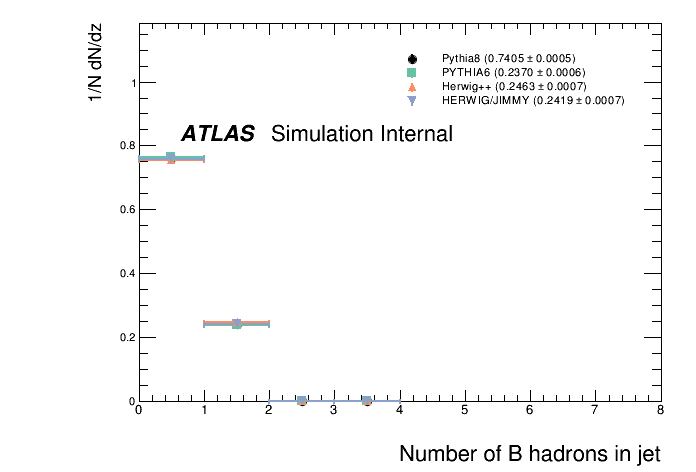 1/N dN/dz
Pythia8 (0.7405 ± 0.0005)
PYTHIA6 (0.2370 ± 0.0006)
Herwig++ (0.2463 ± 0.0007)
HERWIG/JIMMY (0.2419 ± 0.0007)
ATLAS Simulation Internal
1
0.8
0.6
0.4
0.2
0
0 1 2 3 4 5 6 7 8
Number of B hadrons in jet